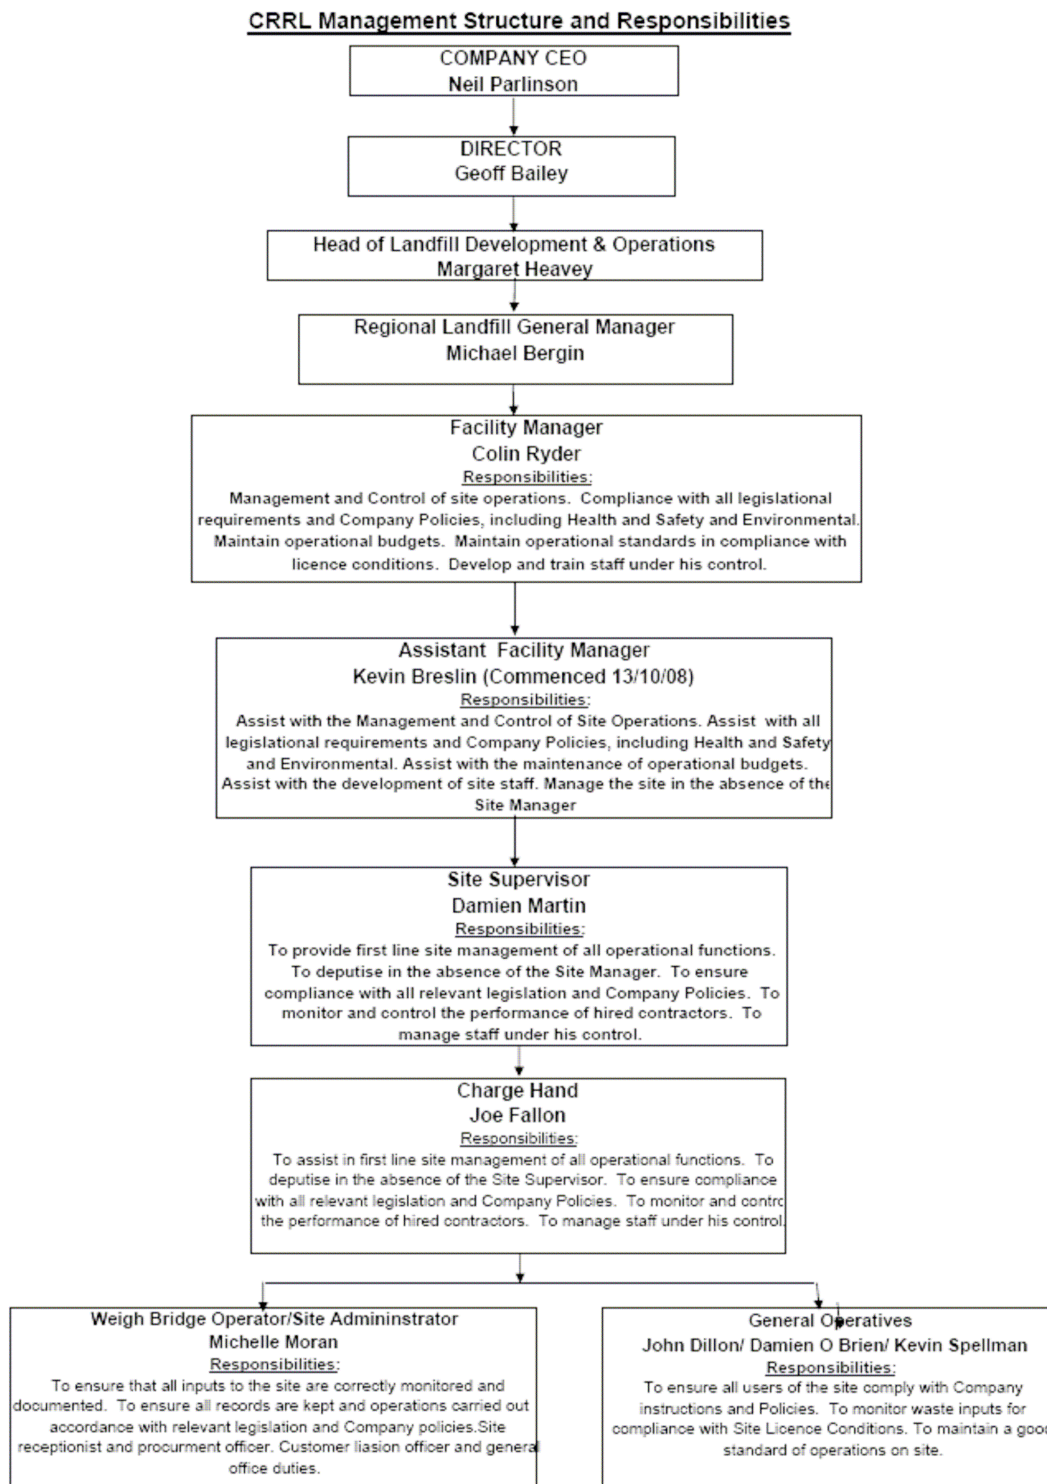 CRRL Management Structure and Responsibilities
COMPANY CEO
Neil Parlinson
DIRECTOR
Geoff Bailey
Head of Landfill Development & Operations
Margaret Heavey
Regional Landfill General Manager
Michael Bergin
Facility Manager
Colin Ryder
Responsibilities:
Management and Control of site operations. Compliance with all legislational
requirements and Company Policies, including Health and Safety and Environmental.
Maintain operational budgets. Maintain operational standards in compliance with
licence conditions. Develop and train staff under his control.
Assistant Facility Manager
Kevin Breslin (Commenced 13/10/08)
Responsibilities:
Assist with the Management and Control of Site Operations. Assist with all
legislational requirements and Company Policies, including Health and Safety
and Environmental. Assist with the maintenance of operational budgets.
Assist with the development of site staff. Manage the site in the absence of the
Site Manager
Site Supervisor
Damien Martin
Responsibilities:
To provide first line site management of all operational functions.
To deputise in the absence of the Site Manager. To ensure
compliance with all relevant legislation and Company Policies. To
monitor and control the performance of hired contractors. To
manage staff under his control.
Charge Hand
Joe Fallon
Responsibilities:
To assist in first line site management of all operational functions. To
deputise in the absence of the Site Supervisor. To ensure compliance
with all relevant legislation and Company Policies. To monitor and contro
the performance of hired contractors. To manage staff under his control.
Weigh Bridge Operator/Site Admininstrator
Michelle Moran
Responsibilities:
To ensure that all inputs to the site are correctly monitored and
documented. To ensure all records are kept and operations carried out
accordance with relevant legislation and Company policies.Site
receptionist and procurment officer. Customer liasion officer and general
office duties.
General Operatives
John Dillon/ Damien O Brien/ Kevin Spellman
Responsibilities:
To ensure all users of the site comply with Company
instructions and Policies. To monitor waste inputs for
compliance with Site Licence Conditions. To maintain a good
standard of operations on site.